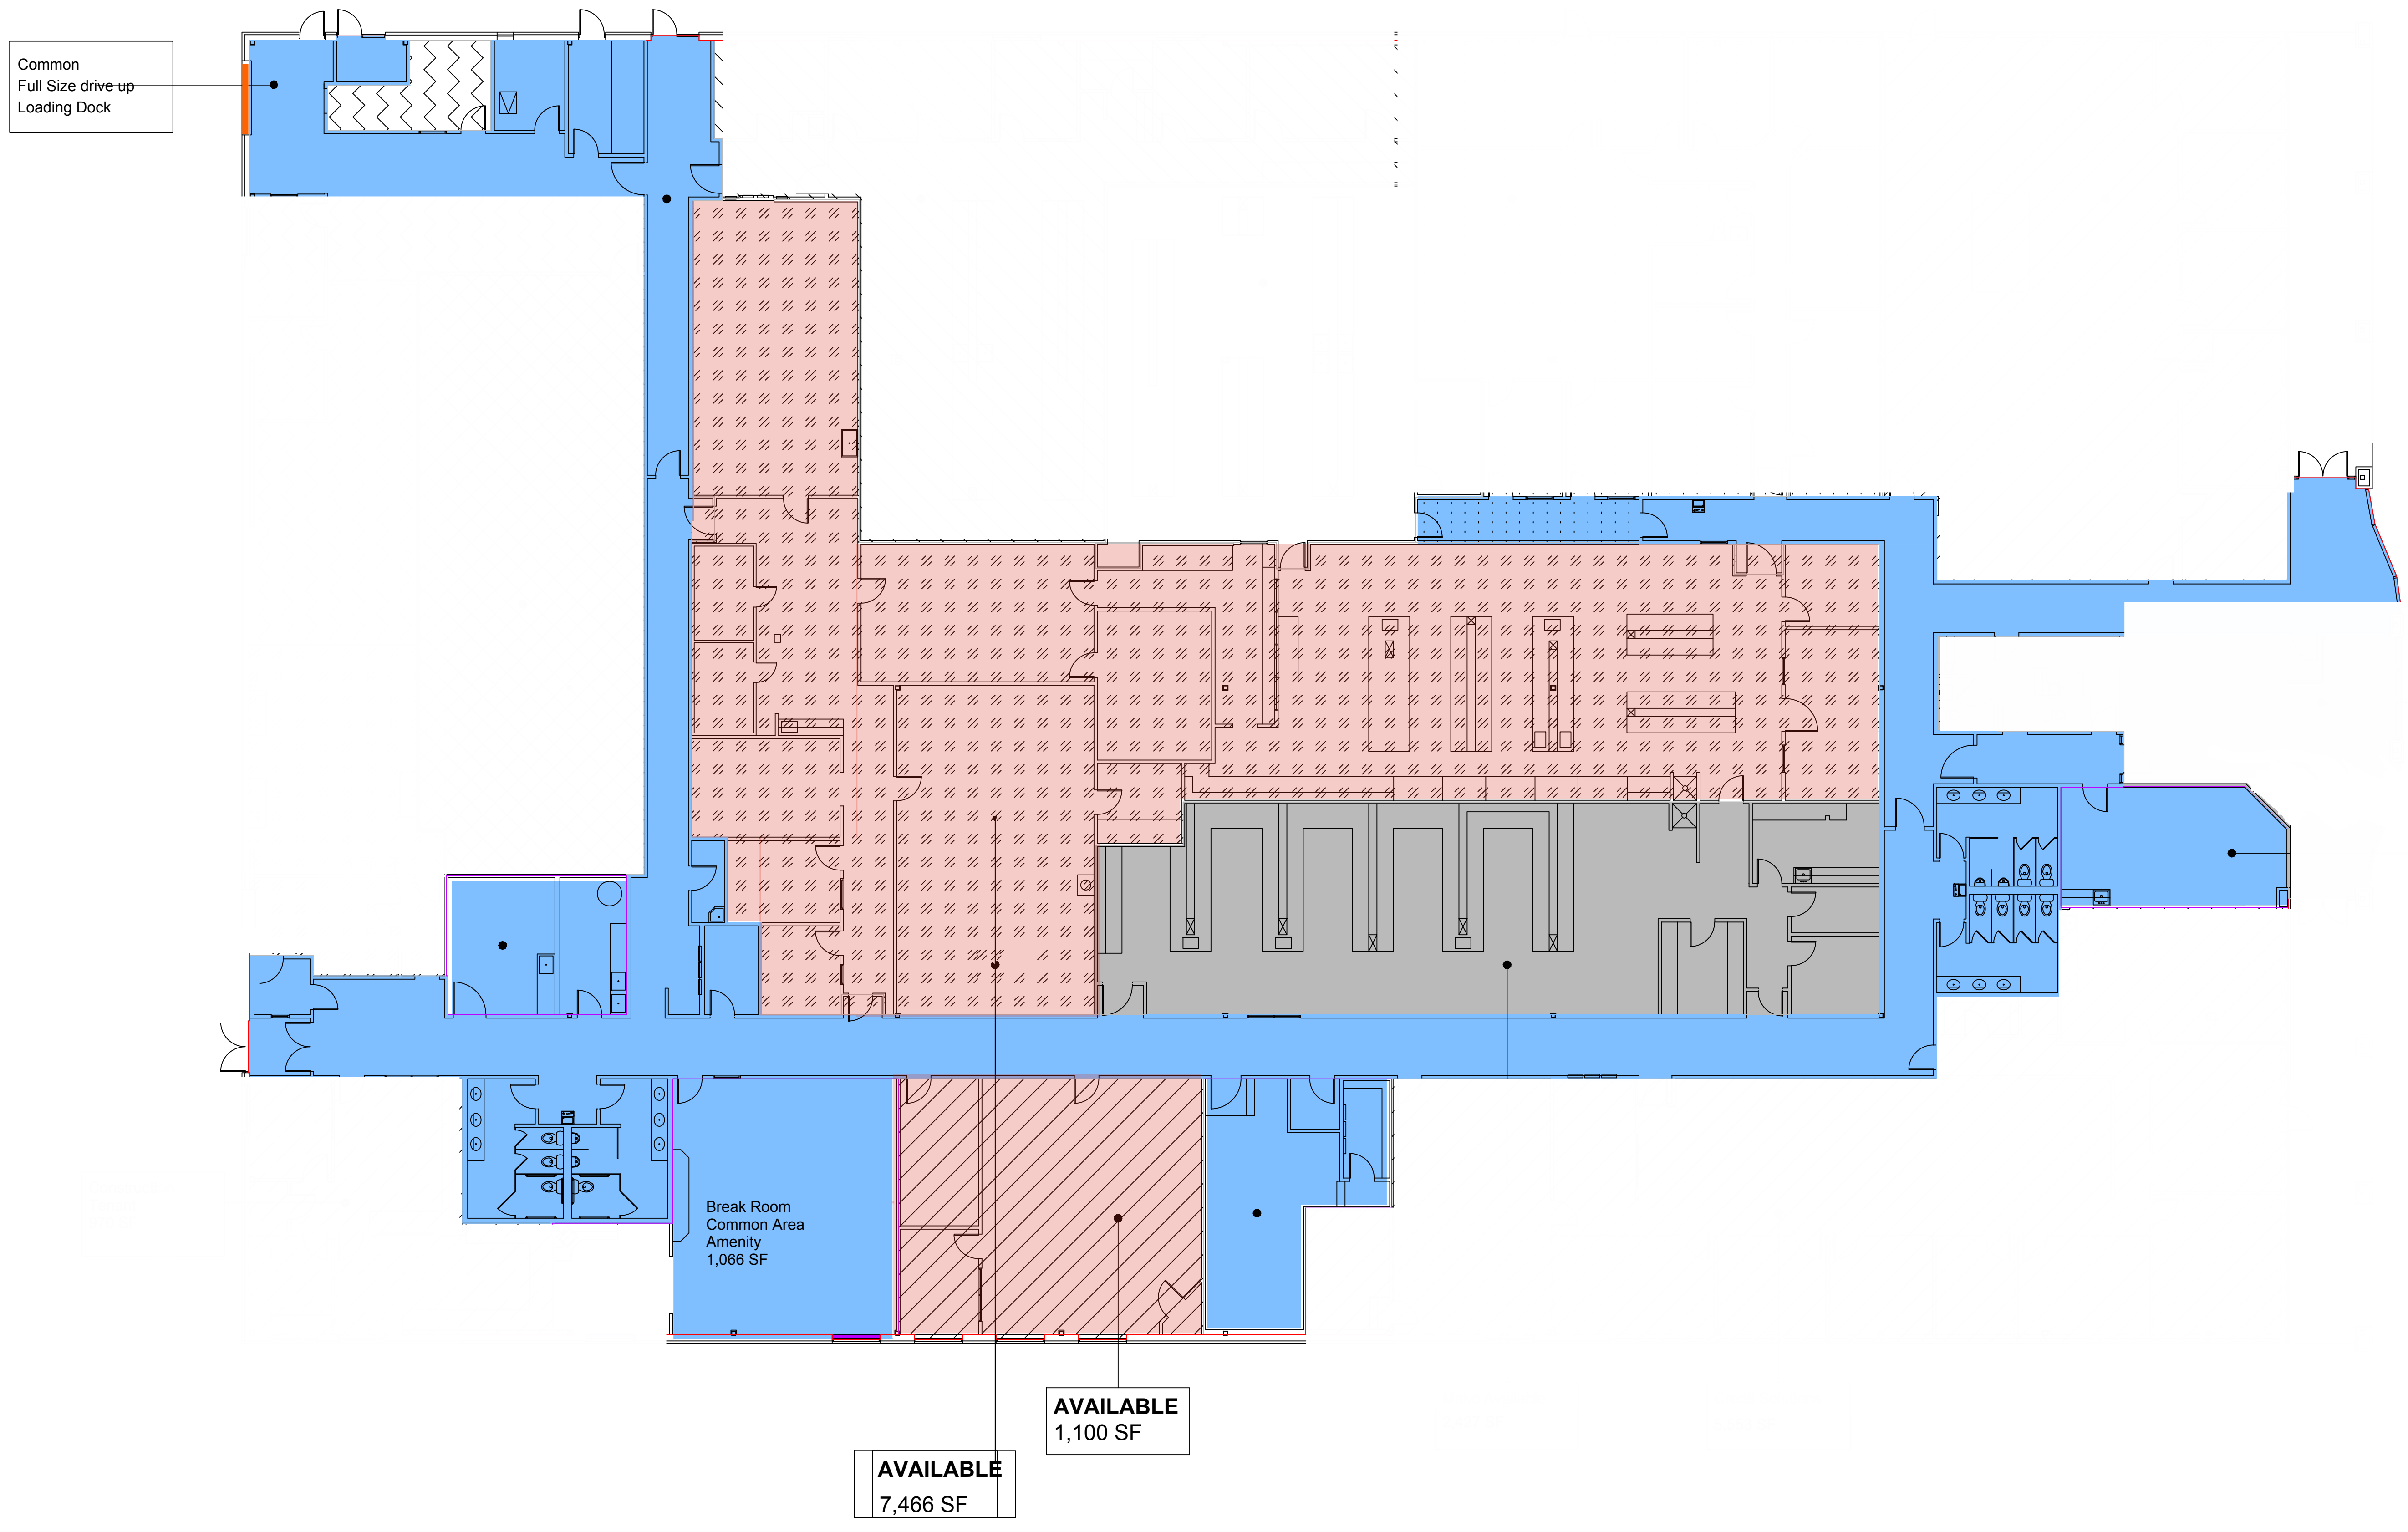 Common
Full Size drive up
Loading Dock
Break Room
Common Area
Amenity
1,066 SF
AVAILABLE
1,100 SF
AVAILABLE
7,466 SF